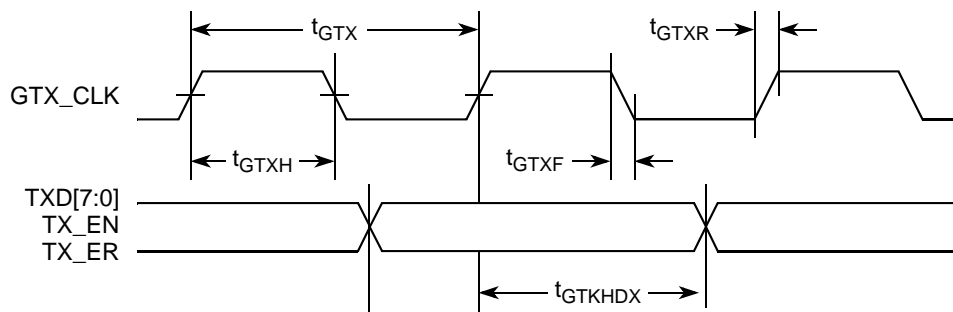 tGTX
tGTXR
GTX_CLK
tGTXH
tGTXF
TXD[7:0]
TX_EN
TX_ER
tGTKHDX